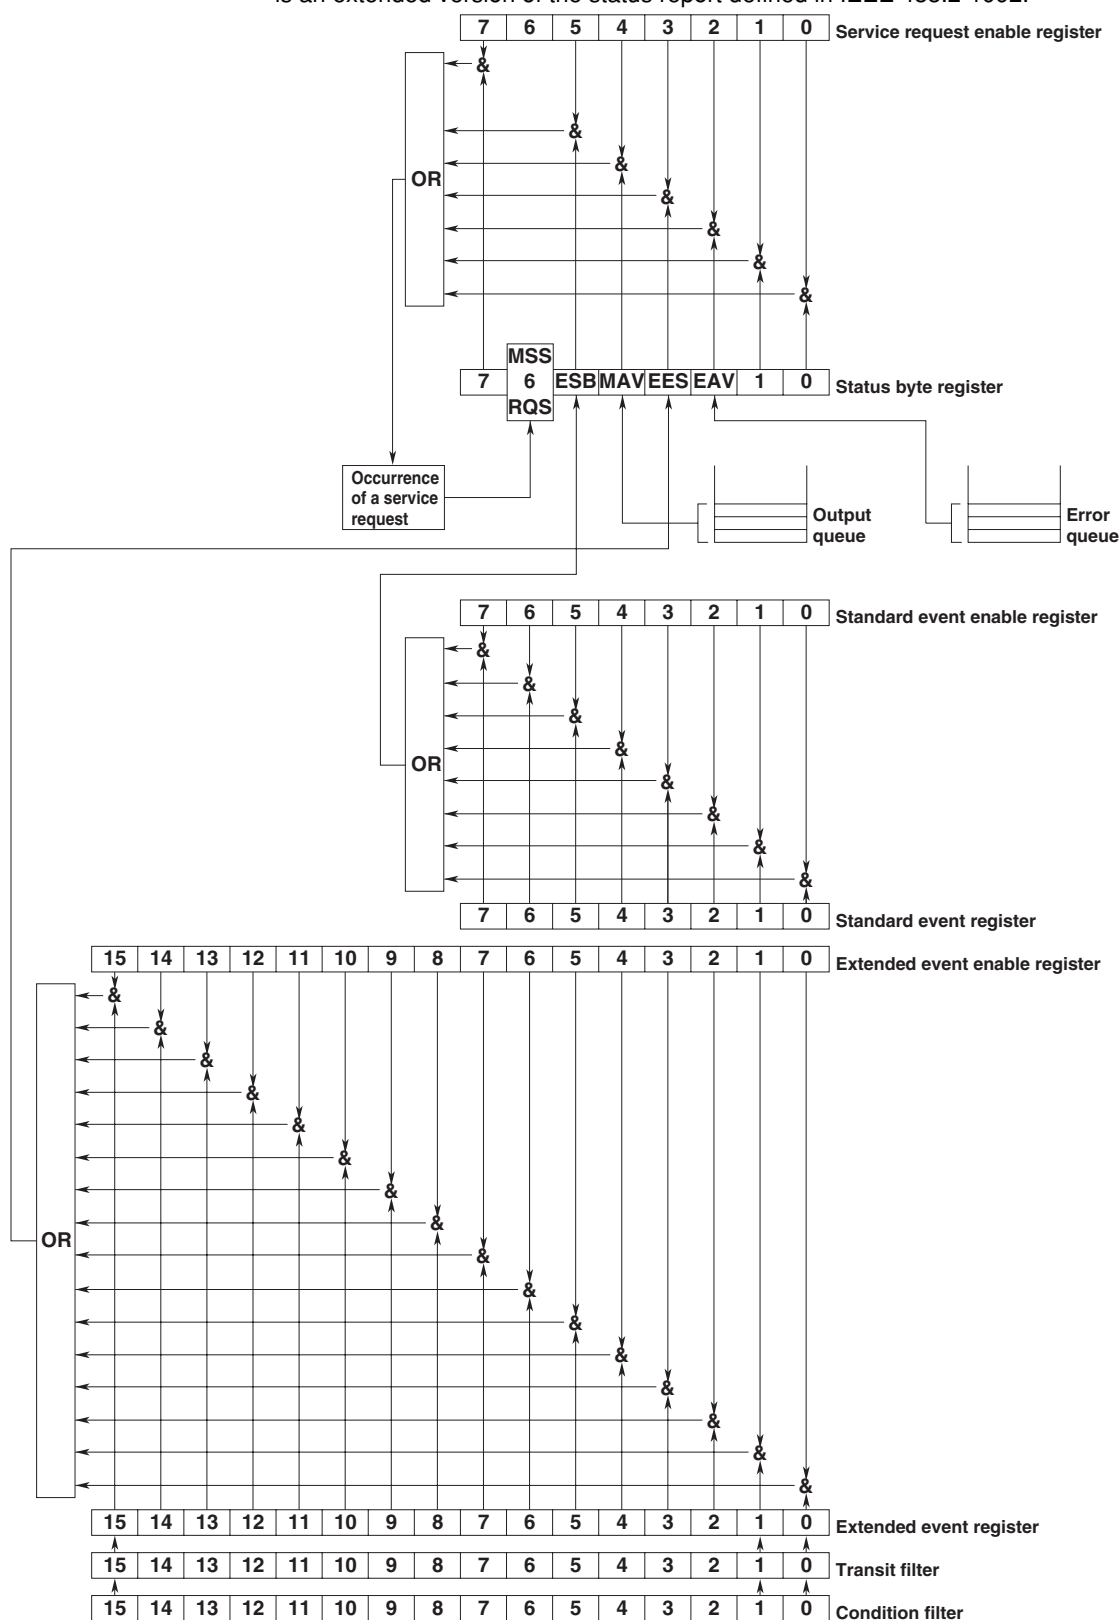 is an extended version of the status report defined in IEEE 488.2-1992.
7 6 5 4 3 2 1 0 Service request enable register
&
&
&
OR
&
&
&
&
MSS
7 6 ESB MAV EES EAV 1 0 Status byte register
RQS
Occurrence
of a service
request
Output
queue
Error
queue
7 6 5 4 3 2 1 0 Standard event enable register
&
&
&
&
OR
&
&
&
&
7 6 5 4 3 2 1 0 Standard event register
15 14 13 12 11 10 9 8 7 6 5 4 3 2 1 0 Extended event enable register
&
&
&
&
&
&
&
&
OR
&
&
&
&
&
&
&
&
15 14 13 12 11 10 9 8 7 6 5 4 3 2 1 0 Extended event register
15 14 13 12 11 10 9 8 7 6 5 4 3 2 1 0 Transit filter
15 14 13 12 11 10 9 8 7 6 5 4 3 2 1 0 Condition filter